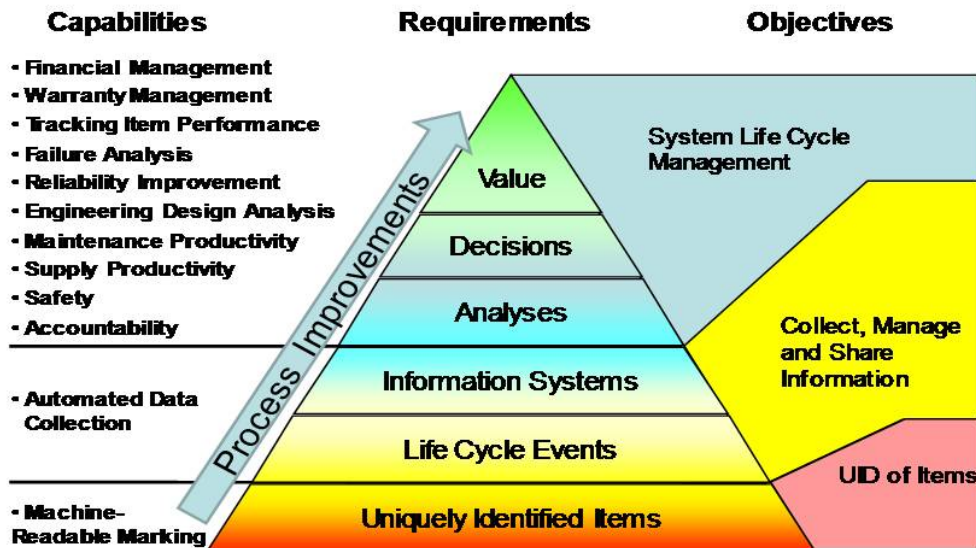 Capabilities
Requirements
Objectives
• Financial Management
• Warranty Management
• Tracking Item Performance
• Failure Analysis
• Reliability Improvement
• Engineering Design Analysis
• Maintenance Productivity
• Supply Productivity
• Safety
• Accountability
• Automated Data
Collection
• Machine-
Readable Marking
Process Improvements
Value
Decisions
Analyses
Information Systems
Life Cycle Events
Uniquely Identified Items
System Life Cycle
Management
Collect, Manage
and Share
Information
UID of Items